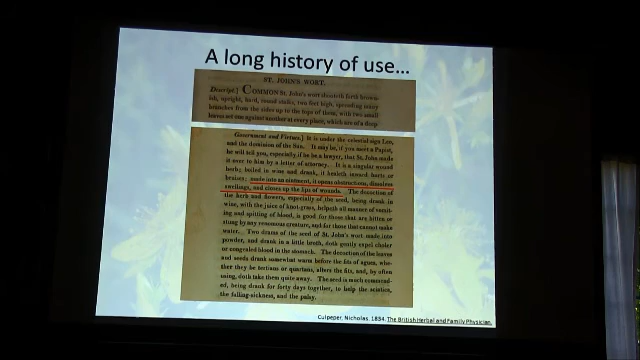 A long history of use...
ST. JOHN'S WORT.
Descript.] COMMON St. John's wort shooteth forth brown-
ish, upright, hard, round stalks, two feet high, spreading many
branches from the sides up to the tops of them, with two small
leaves set one against another at every place, which are of a deep
Government and Virtues.] It is under the celestial sign Leo,
and the dominion of the Sun. It may be, if you meet a Papist,
he will tell you, especially if he be a lawyer, that St. John made
it over to him by a letter of attorney. It is a singular wound
herb; boiled in wine and drank, it healeth inward hurts or
bruises; made into an ointment, it opens obstructions, dissolves
swellings, and closes up the lips of wounds. The decoction of
the herb and flowers, especially of the seed, being drank in
wine, with the juice of knot-grass, helpeth all manner of vomit-
ing and spitting of blood, is good for those that are bitten or
stung by any venomous creature, and for those that cannot make
water. Two drams of the seed of St. John's wort made into
powder, and drank in a little broth, doth gently expel choler
or congealed blood in the stomach. The decoction of the leaves
and seeds drank somewhat warm before the fits of agues, whe-
ther they be tertians or quartans, alters the fits, and, by often
using, doth take them quite away. The seed is much commend-
ed, being drank for forty days together, to help the sciatica,
the falling-sickness, and the palsy.
Culpeper, Nicholas. 1834. The British Herbal and Family Physician.